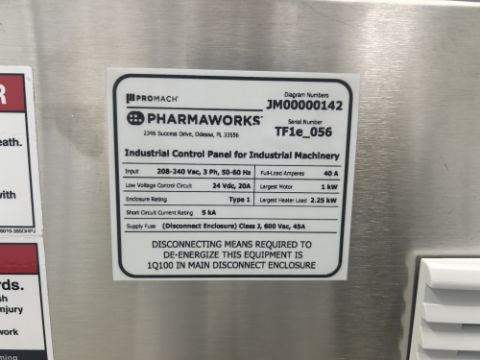 R
eath.
with
rds.
sh
njury
work
PROMACH
PHARMAWORKS
2346 Success Drive, Odessa, FL 33556
Diagram Numbers
JM00000142
Serial Number
TF1e_056
Industrial Control Panel for Industrial Machinery
Input 208-240 Vac, 3 Ph, 50-60 Hz Full-Load Amperes 40 A
Low Voltage Control Circuit 24 Vdc, 20A Largest Motor 1 kW
Enclosure Rating Type 1 Largest Heater Load 2.25 kW
Short Circuit Current Rating 5 kA
Supply Fuse (Disconnect Enclosure) Class J, 600 Vac, 45A
DISCONNECTING MEANS REQUIRED TO
DE-ENERGIZE THIS EQUIPMENT IS
1Q100 IN MAIN DISCONNECT ENCLOSURE